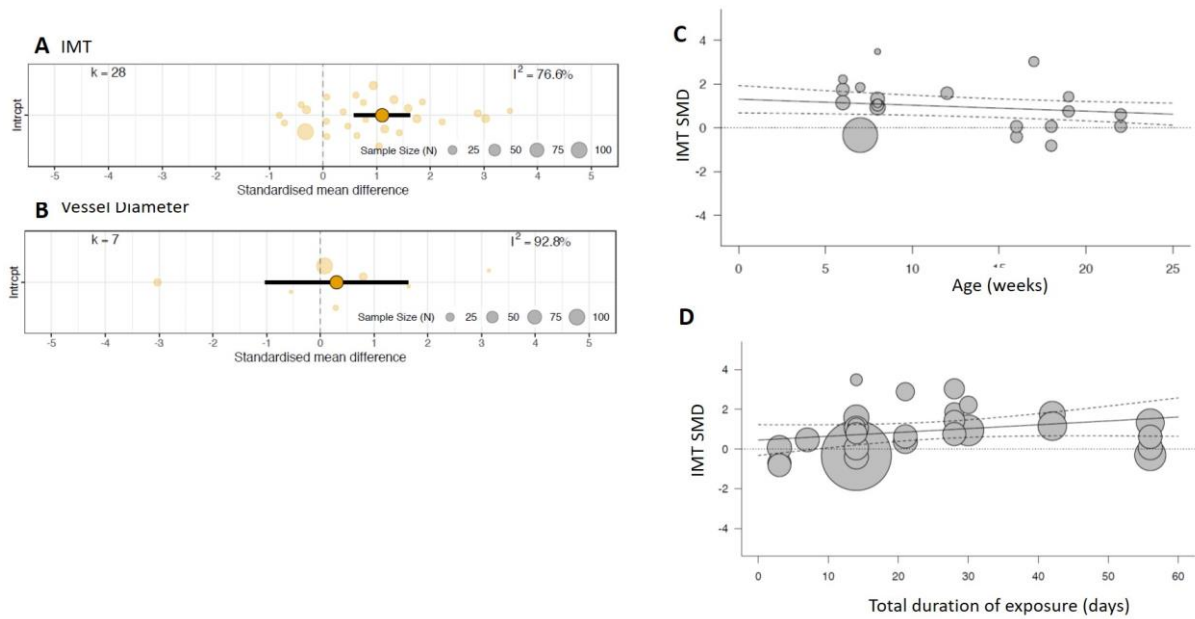 A IMT
k = 28
I² = 76.6%
Intrcpt
Sample Size (N) 25 50 75 100
-5 -4 -3 -2 -1 0 1 2 3 4 5
Standardised mean difference
B Vessel Diameter
k = 7
I² = 92.8%
Intrcpt
Sample Size (N) 25 50 75 100
-5 -4 -3 -2 -1 0 1 2 3 4 5
Standardised mean difference
C
IMT SMD
4
2
0
-2
-4
0 5 10 15 20 25
Age (weeks)
D
IMT SMD
4
2
0
-2
-4
0 10 20 30 40 50 60
Total duration of exposure (days)